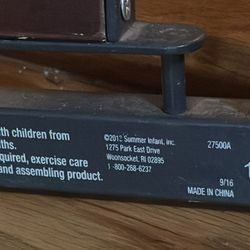 th children from
ths.
quired, exercise care
and assembling product.
©2013 Summer Infant, Inc.
1275 Park East Drive
Woonsocket, RI 02895
1-800-268-6237
27500A
9/16
MADE IN CHINA
1